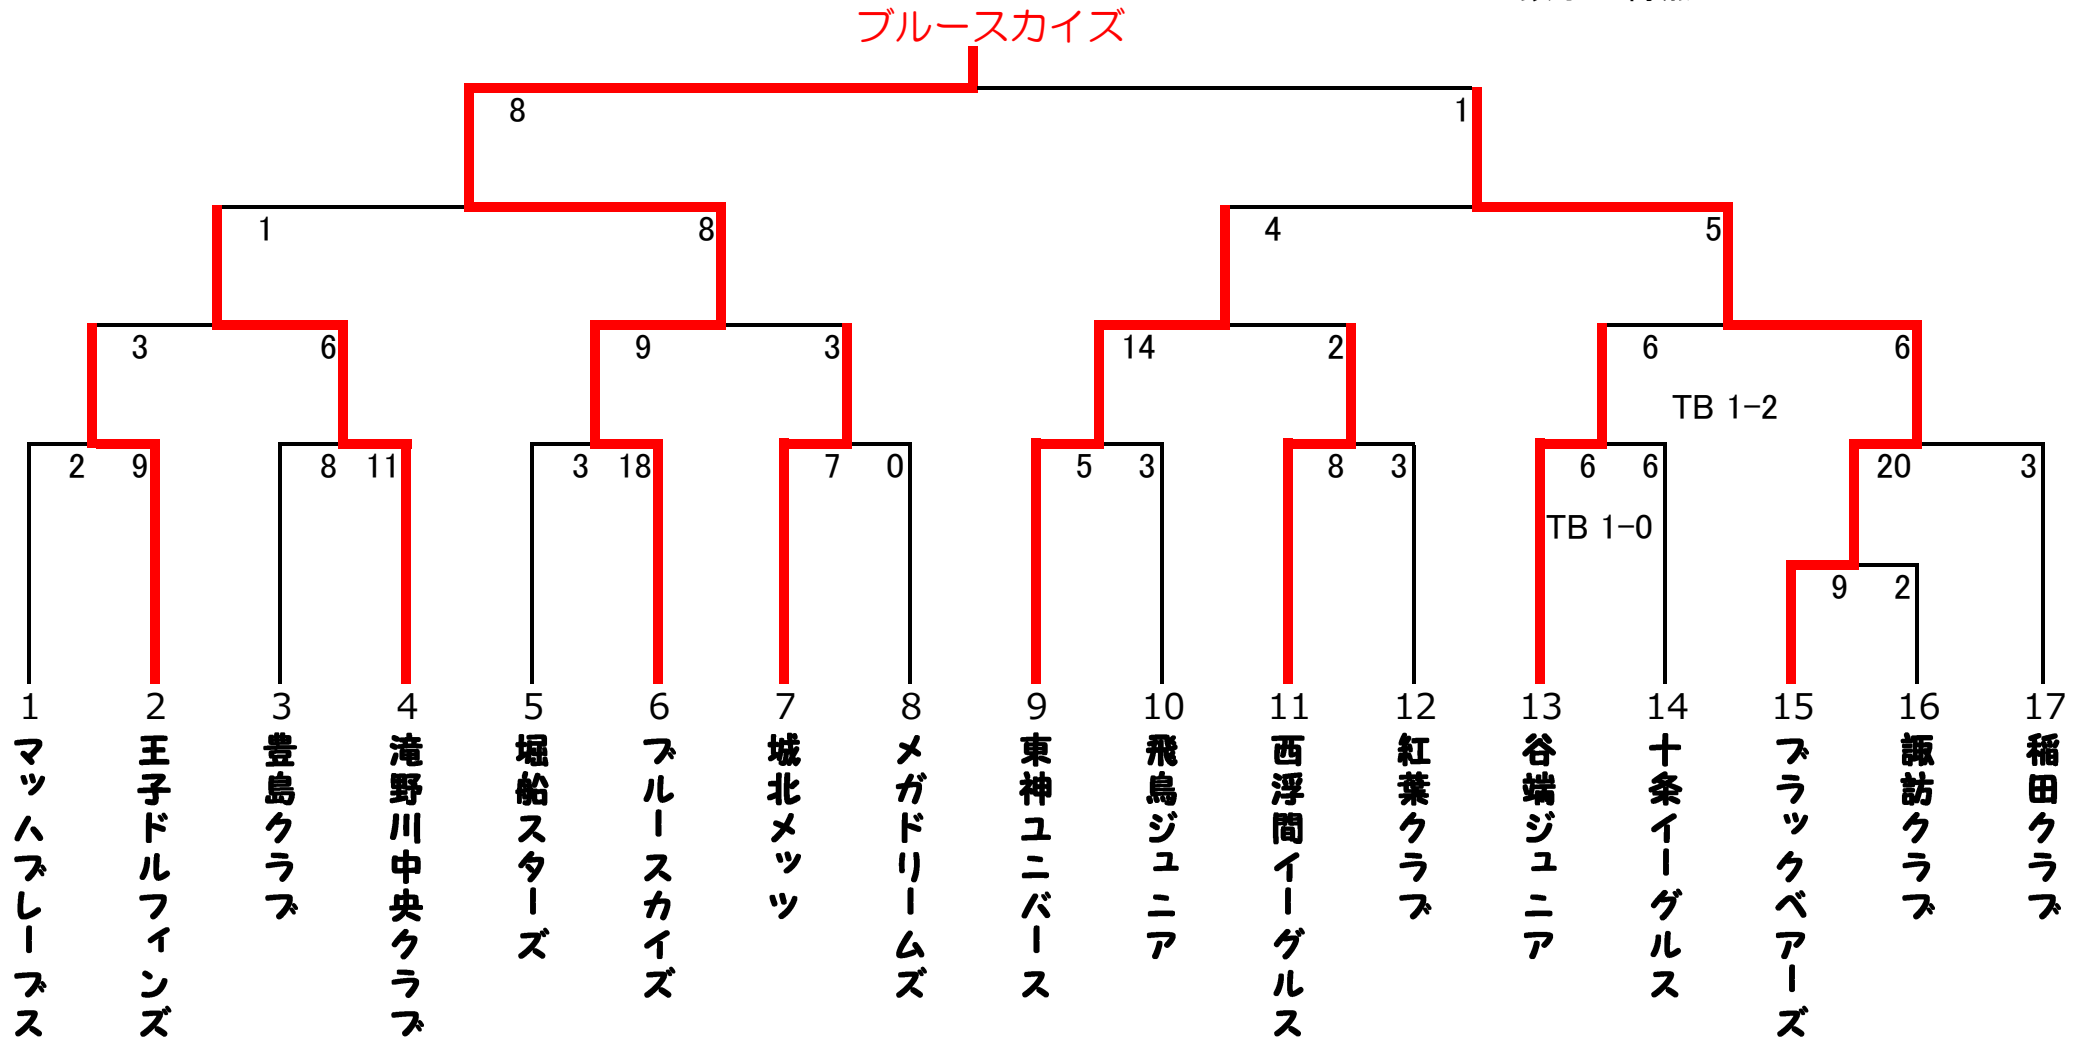 ブルースカイズ
8 1
1 8 4 5
3 6 9 3 14 2 6 6
TB 1-2
2 9 8 11 3 18 7 0 5 3 8 3 6 6 20 3
TB 1-0
9 2
1 2 3 4 5 6 7 8 9 10 11 12 13 14 15 16 17
マッハブレーブス
王子ドルフィンズ
豊島クラブ
滝野川中央クラブ
堀船スターズ
ブルースカイズ
城北メッツ
メガドリームズ
東神ユニバース
飛鳥ジュニア
西浮間イーグルス
紅葉クラブ
谷端ジュニア
十条イーグルス
ブラックベアーズ
諏訪クラブ
稲田クラブ